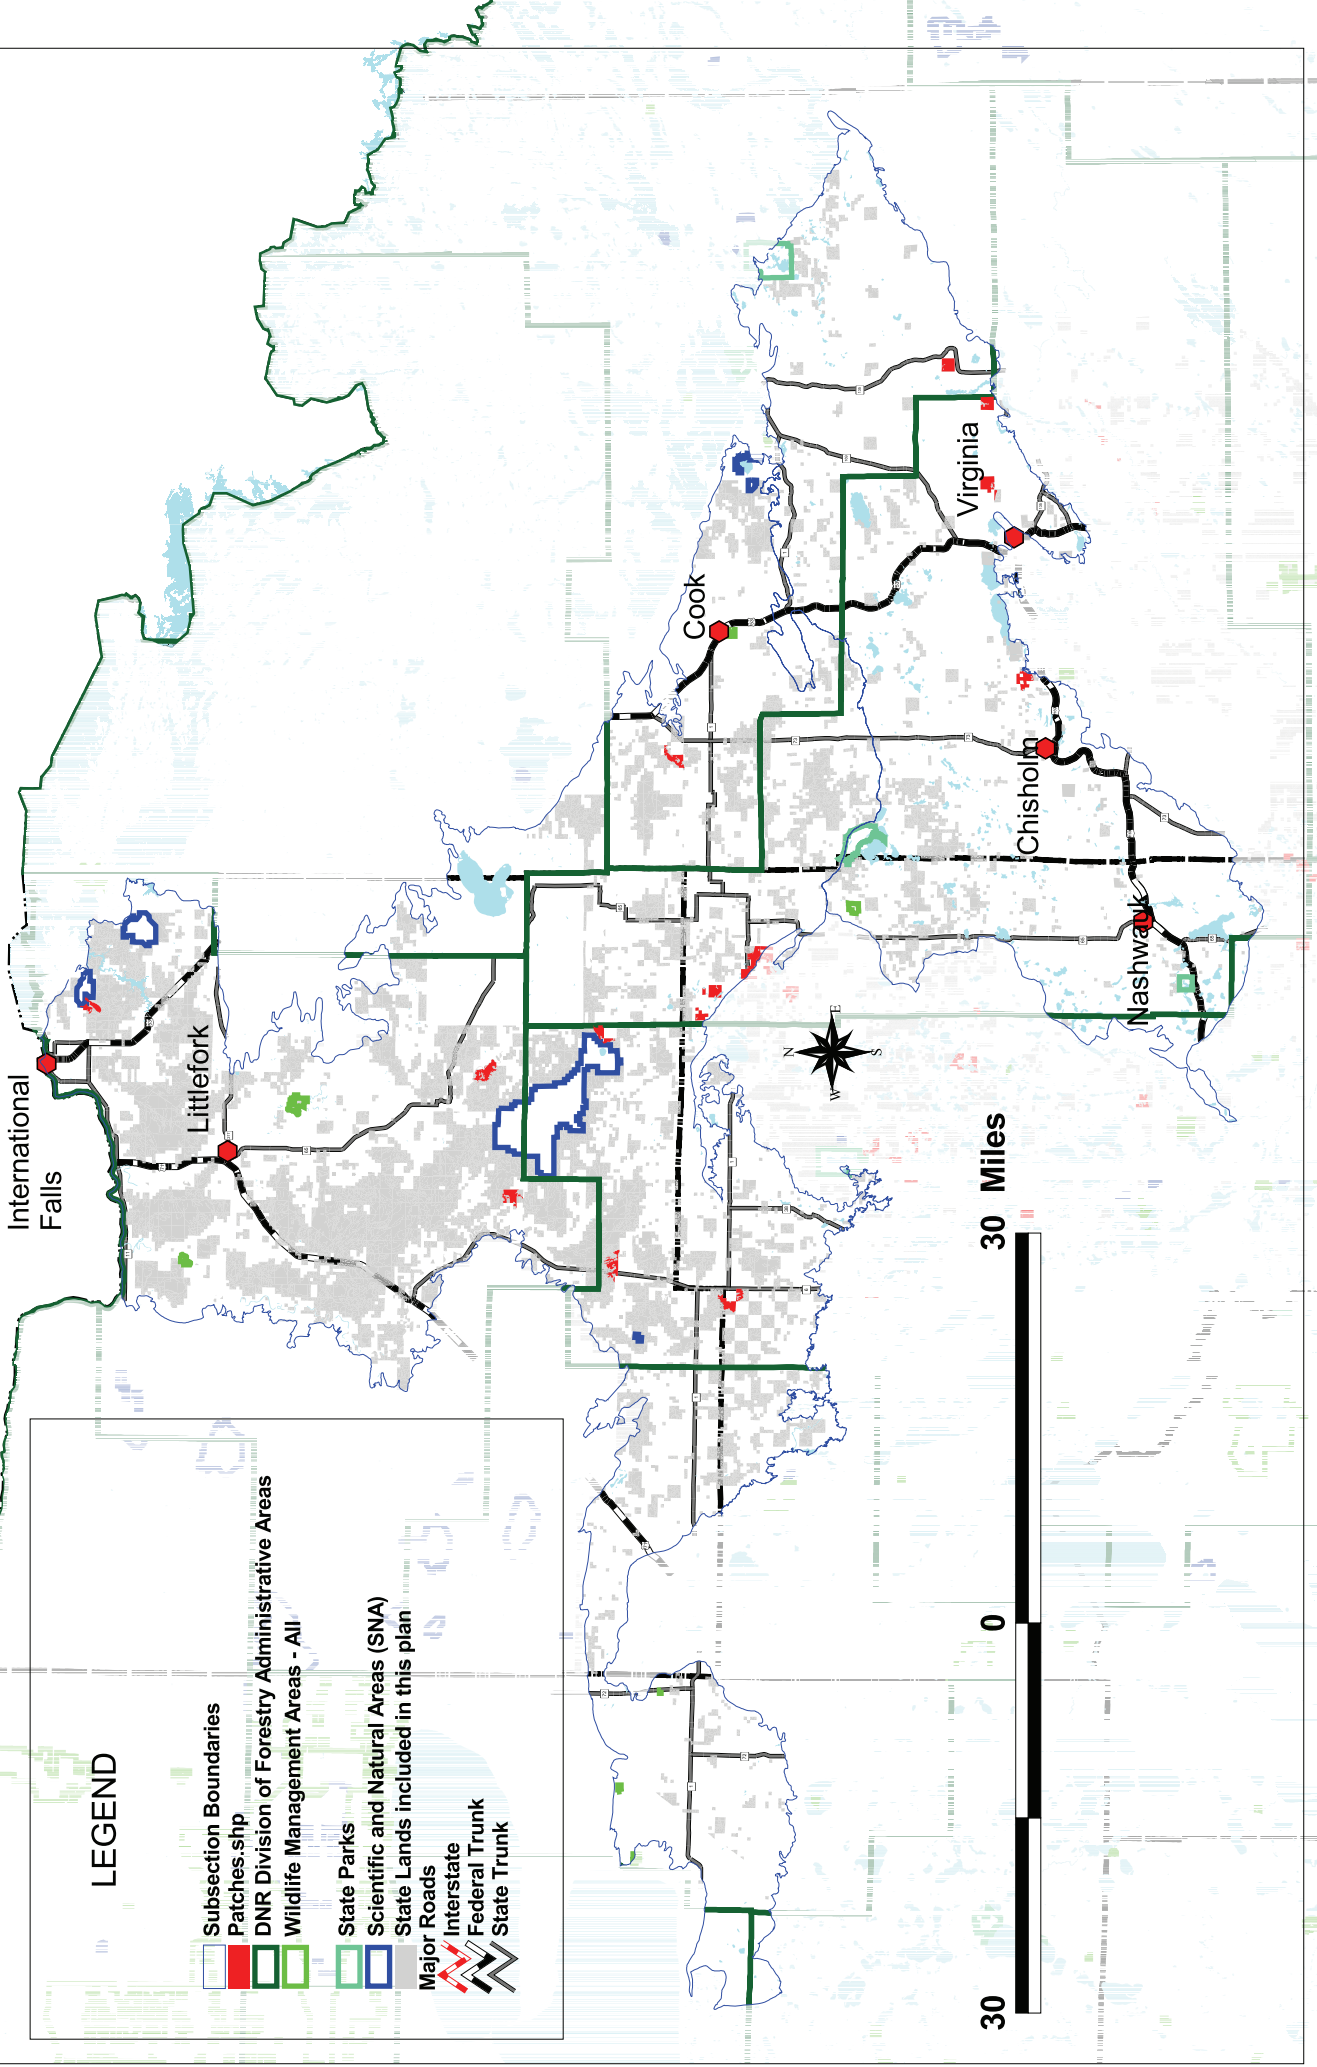 LEGEND
Subsection Boundaries
Patches.shp
DNR Division of Forestry Administrative Areas
Wildlife Management Areas - All
State Parks
Scientific and Natural Areas (SNA)
State Lands included in this plan
Major Roads
Interstate
Federal Trunk
State Trunk
International
Falls
Littlefork
Cook
Virginia
Chisholm
Nashwauk
N
E
S
W
30
0
30 Miles